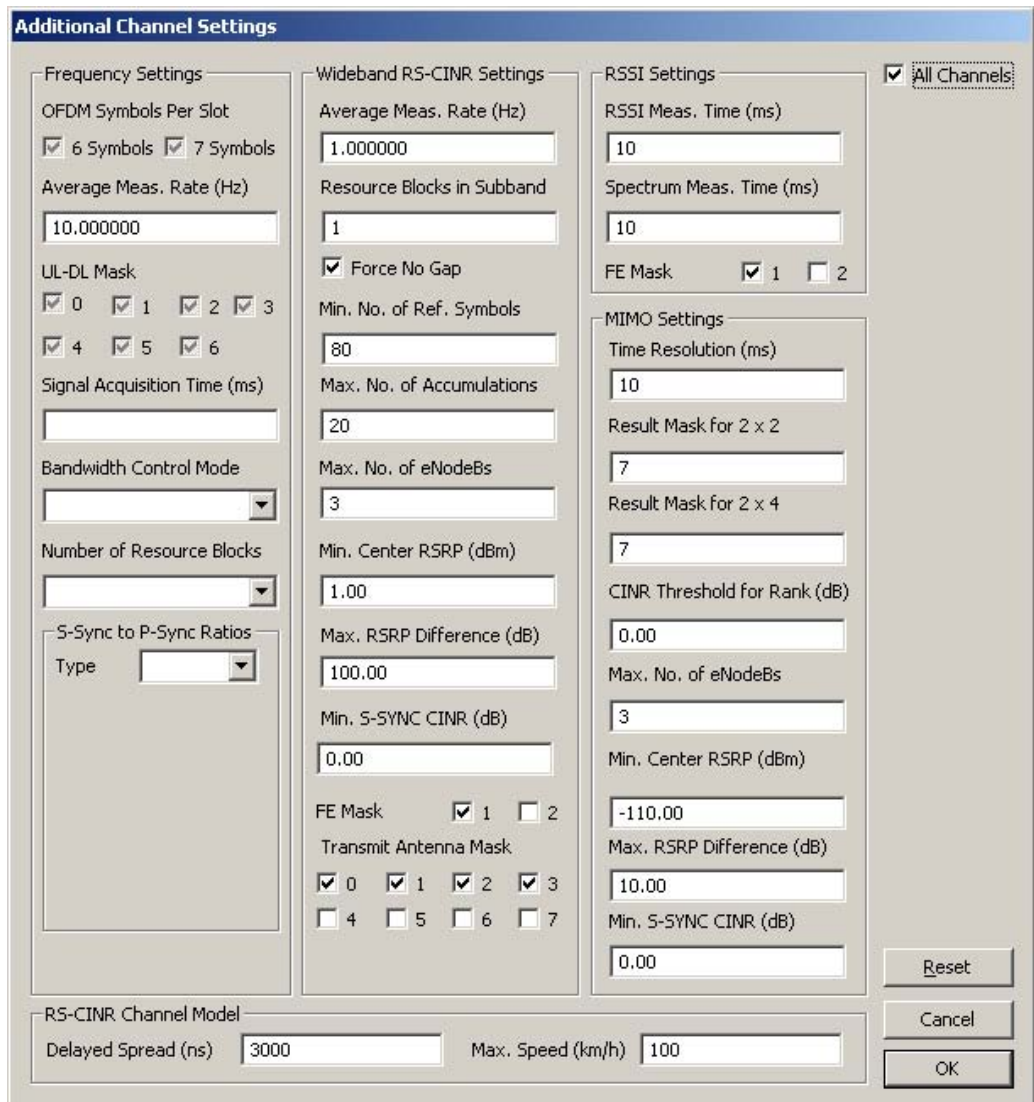 Additional Channel Settings
Frequency Settings
OFDM Symbols Per Slot
6 Symbols 7 Symbols
Average Meas. Rate (Hz)
10.000000
UL-DL Mask
0 1 2 3
4 5 6
Signal Acquisition Time (ms)
Bandwidth Control Mode
Number of Resource Blocks
S-Sync to P-Sync Ratios
Type
Wideband RS-CINR Settings
Average Meas. Rate (Hz)
1.000000
Resource Blocks in Subband
1
Force No Gap
Min. No. of Ref. Symbols
80
Max. No. of Accumulations
20
Max. No. of eNodeBs
3
Min. Center RSRP (dBm)
1.00
Max. RSRP Difference (dB)
100.00
Min. S-SYNC CINR (dB)
0.00
FE Mask 1 2
Transmit Antenna Mask
0 1 2 3
4 5 6 7
RSSI Settings
RSSI Meas. Time (ms)
10
Spectrum Meas. Time (ms)
10
FE Mask 1 2
MIMO Settings
Time Resolution (ms)
10
Result Mask for 2 x 2
7
Result Mask for 2 x 4
7
CINR Threshold for Rank (dB)
0.00
Max. No. of eNodeBs
3
Min. Center RSRP (dBm)
-110.00
Max. RSRP Difference (dB)
10.00
Min. S-SYNC CINR (dB)
0.00
All Channels
RS-CINR Channel Model
Delayed Spread (ns) 3000 Max. Speed (km/h) 100
Reset
Cancel
OK